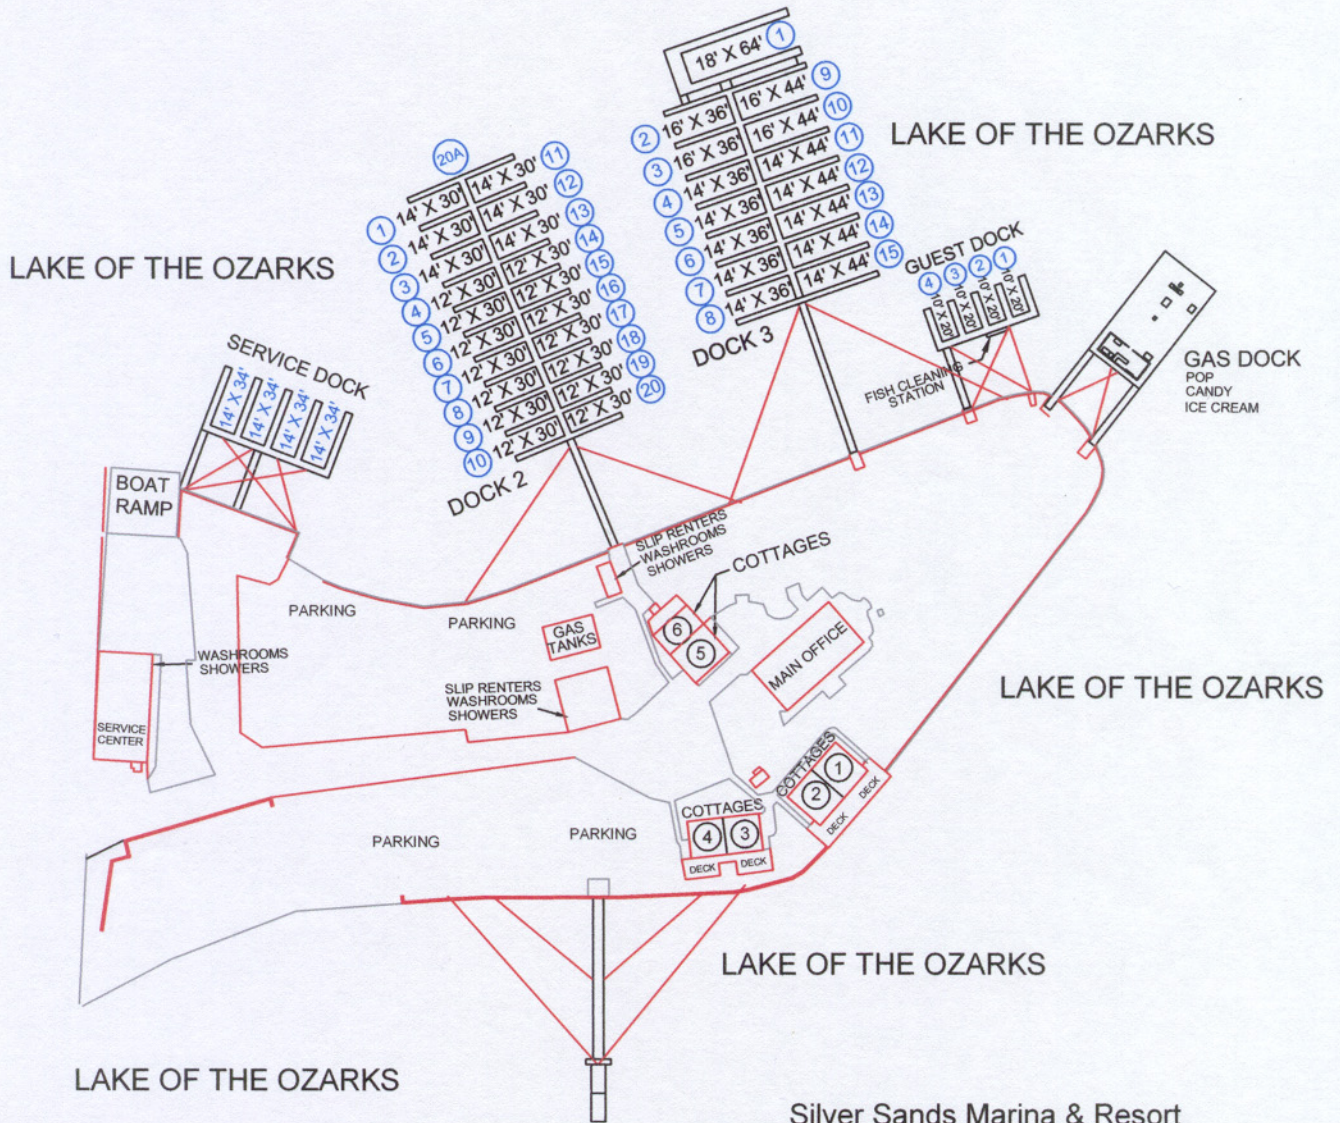 18' X 64' 1
2 16' X 36' 16' X 44' 9
3 16' X 36' 16' X 44' 10
4 14' X 36' 14' X 44' 11
5 14' X 36' 14' X 44' 12
6 14' X 36' 14' X 44' 13
7 14' X 36' 14' X 44' 14
8 14' X 36' 14' X 44' 15
DOCK 3
LAKE OF THE OZARKS
20A
1 14' X 30' 14' X 30' 11
2 14' X 30' 14' X 30' 12
3 14' X 30' 14' X 30' 13
4 12' X 30' 12' X 30' 14
5 12' X 30' 12' X 30' 15
6 12' X 30' 12' X 30' 16
7 12' X 30' 12' X 30' 17
8 12' X 30' 12' X 30' 18
9 12' X 30' 12' X 30' 19
10 12' X 30' 12' X 30' 20
DOCK 2
LAKE OF THE OZARKS
GUEST DOCK
4 3 2 1
10' X 20' 10' X 20' 10' X 20' 10' X 20'
FISH CLEANING
STATION
GAS DOCK
POP
CANDY
ICE CREAM
SERVICE DOCK
14' X 34' 14' X 34' 14' X 34' 14' X 34'
BOAT
RAMP
SLIP RENTERS
WASHROOMS
SHOWERS
COTTAGES
6
5
PARKING
PARKING
GAS
TANKS
MAIN OFFICE
WASHROOMS
SHOWERS
SLIP RENTERS
WASHROOMS
SHOWERS
SERVICE
CENTER
LAKE OF THE OZARKS
COTTAGES
1
2
DECK
DECK
COTTAGES
4 3
DECK DECK
PARKING
PARKING
LAKE OF THE OZARKS
LAKE OF THE OZARKS
Silver Sands Marina & Resort